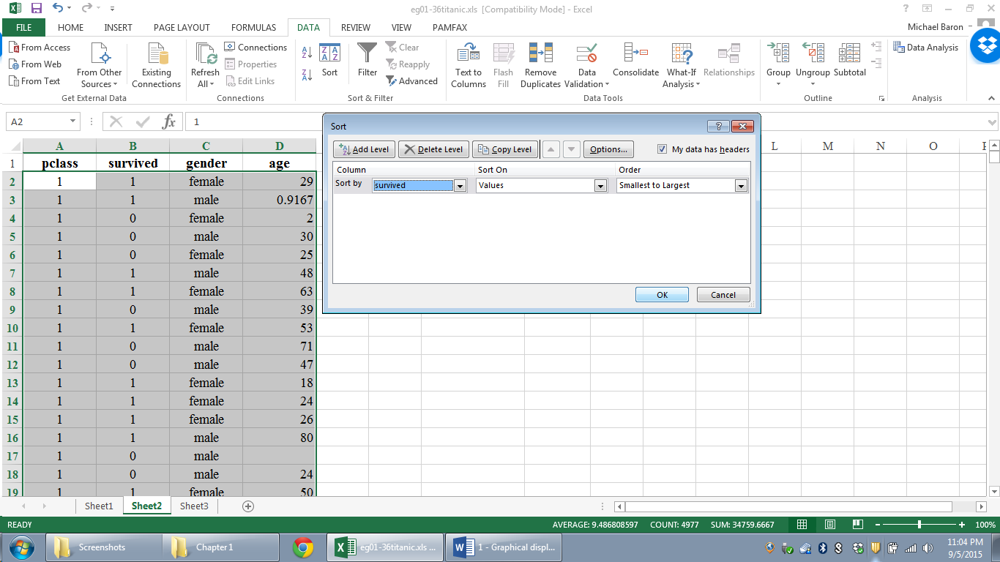 eg01-36titanic.xls [Compatibility Mode] - Excel
FILE HOME INSERT PAGE LAYOUT FORMULAS DATA REVIEW VIEW PAMFAX Michael Baron
From Access
From Web
From Text
From Other Sources
Existing Connections
Get External Data
Refresh All
Connections
Properties
Edit Links
Connections
Sort
Filter
Clear
Reapply
Advanced
Sort & Filter
Text to Columns
Flash Fill
Remove Duplicates
Data Validation
Consolidate
What-If Analysis
Relationships
Data Tools
Group
Ungroup
Subtotal
Outline
Data Analysis
Analysis
A2 fx 1
Sort
Add Level Delete Level Copy Level Options... My data has headers
Column Sort On Order
Sort by survived Values Smallest to Largest
OK Cancel
A B C D L M N O
1 pclass survived gender age
2 1 1 female 29
3 1 1 male 0.9167
4 1 0 female 2
5 1 0 male 30
6 1 0 female 25
7 1 1 male 48
8 1 1 female 63
9 1 0 male 39
10 1 1 female 53
11 1 0 male 71
12 1 0 male 47
13 1 1 female 18
14 1 1 female 24
15 1 1 female 26
16 1 1 male 80
17 1 0 male
18 1 0 male 24
19 1 1 female 50
Sheet1 Sheet2 Sheet3
READY AVERAGE: 9.486808597 COUNT: 4977 SUM: 34759.6667 100%
Screenshots Chapter 1 eg01-36titanic.xls ... 1 - Graphical displ...
11:04 PM
9/5/2015